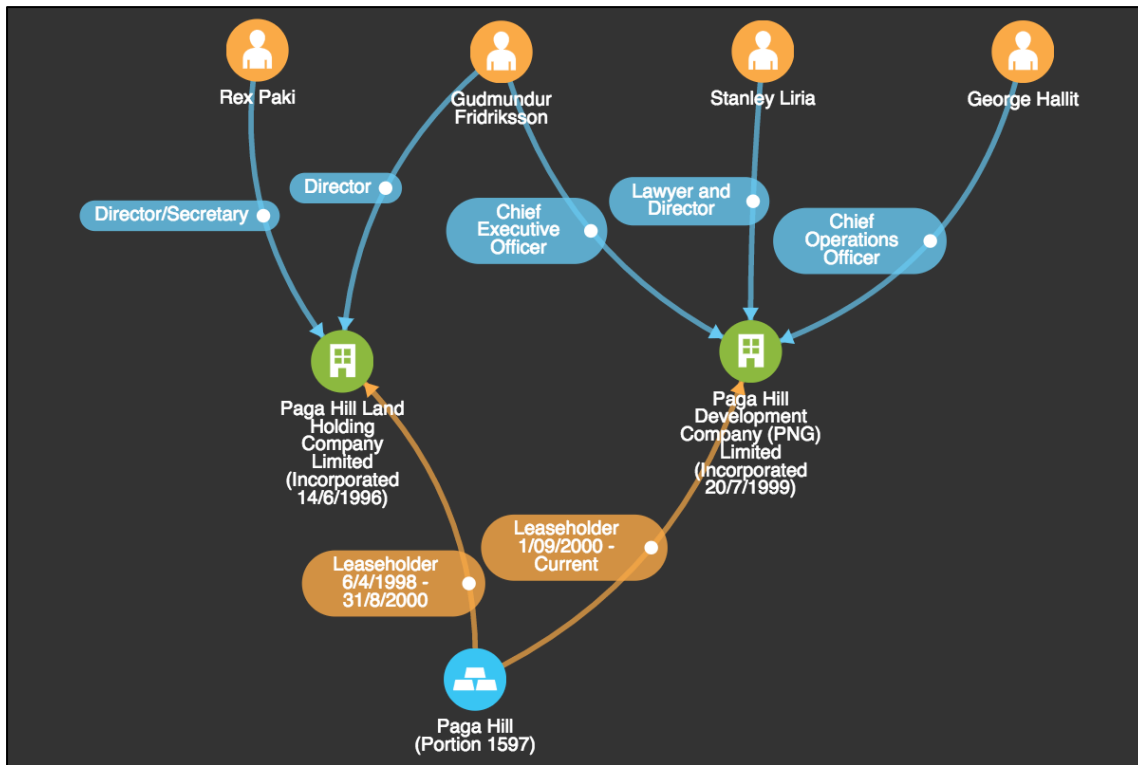 Rex Paki
Gudmundur
Fridriksson
Stanley Liria
George Hallit
Director/Secretary
Director
Chief
Executive
Officer
Lawyer and
Director
Chief
Operations
Officer
Paga Hill Land
Holding
Company
Limited
(Incorporated
14/6/1996)
Paga Hill
Development
Company (PNG)
Limited
(Incorporated
20/7/1999)
Leaseholder
6/4/1998 -
31/8/2000
Leaseholder
1/09/2000 -
Current
Paga Hill
(Portion 1597)